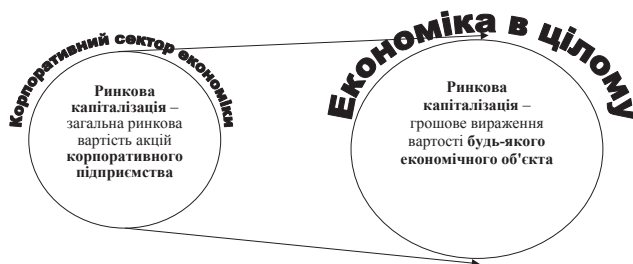 Корпоративний сектор економіки
Ринкова
капіталізація –
загальна ринкова
вартість акцій
корпоративного
підприємства
Економіка в цілому
Ринкова
капіталізація –
грошове вираження
вартості будь-якого
економічного об'єкта